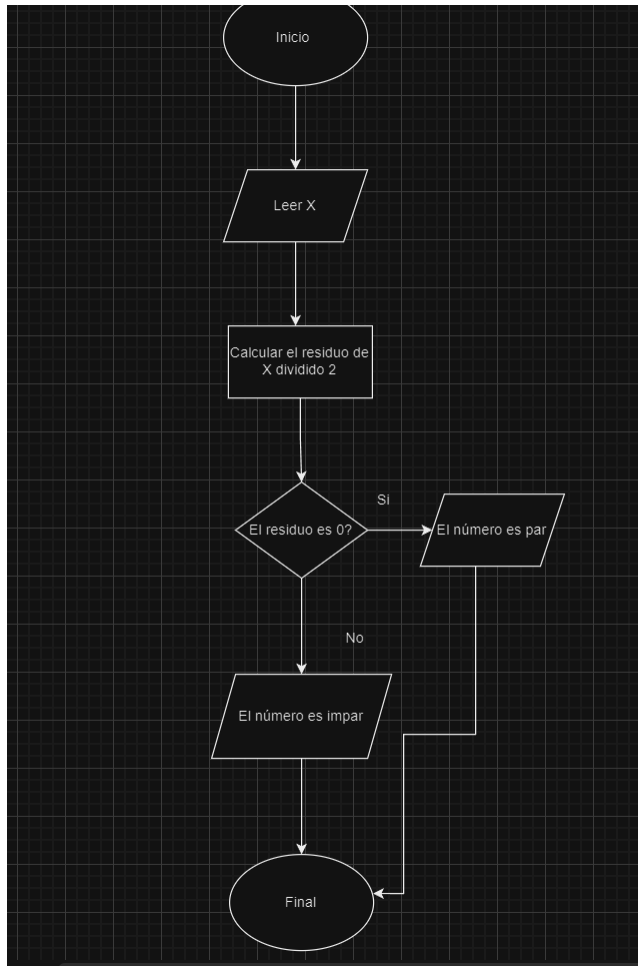 Inicio
Leer X
Calcular el residuo de
X dividido 2
Si
El residuo es 0?
El número es par
No
El número es impar
Final